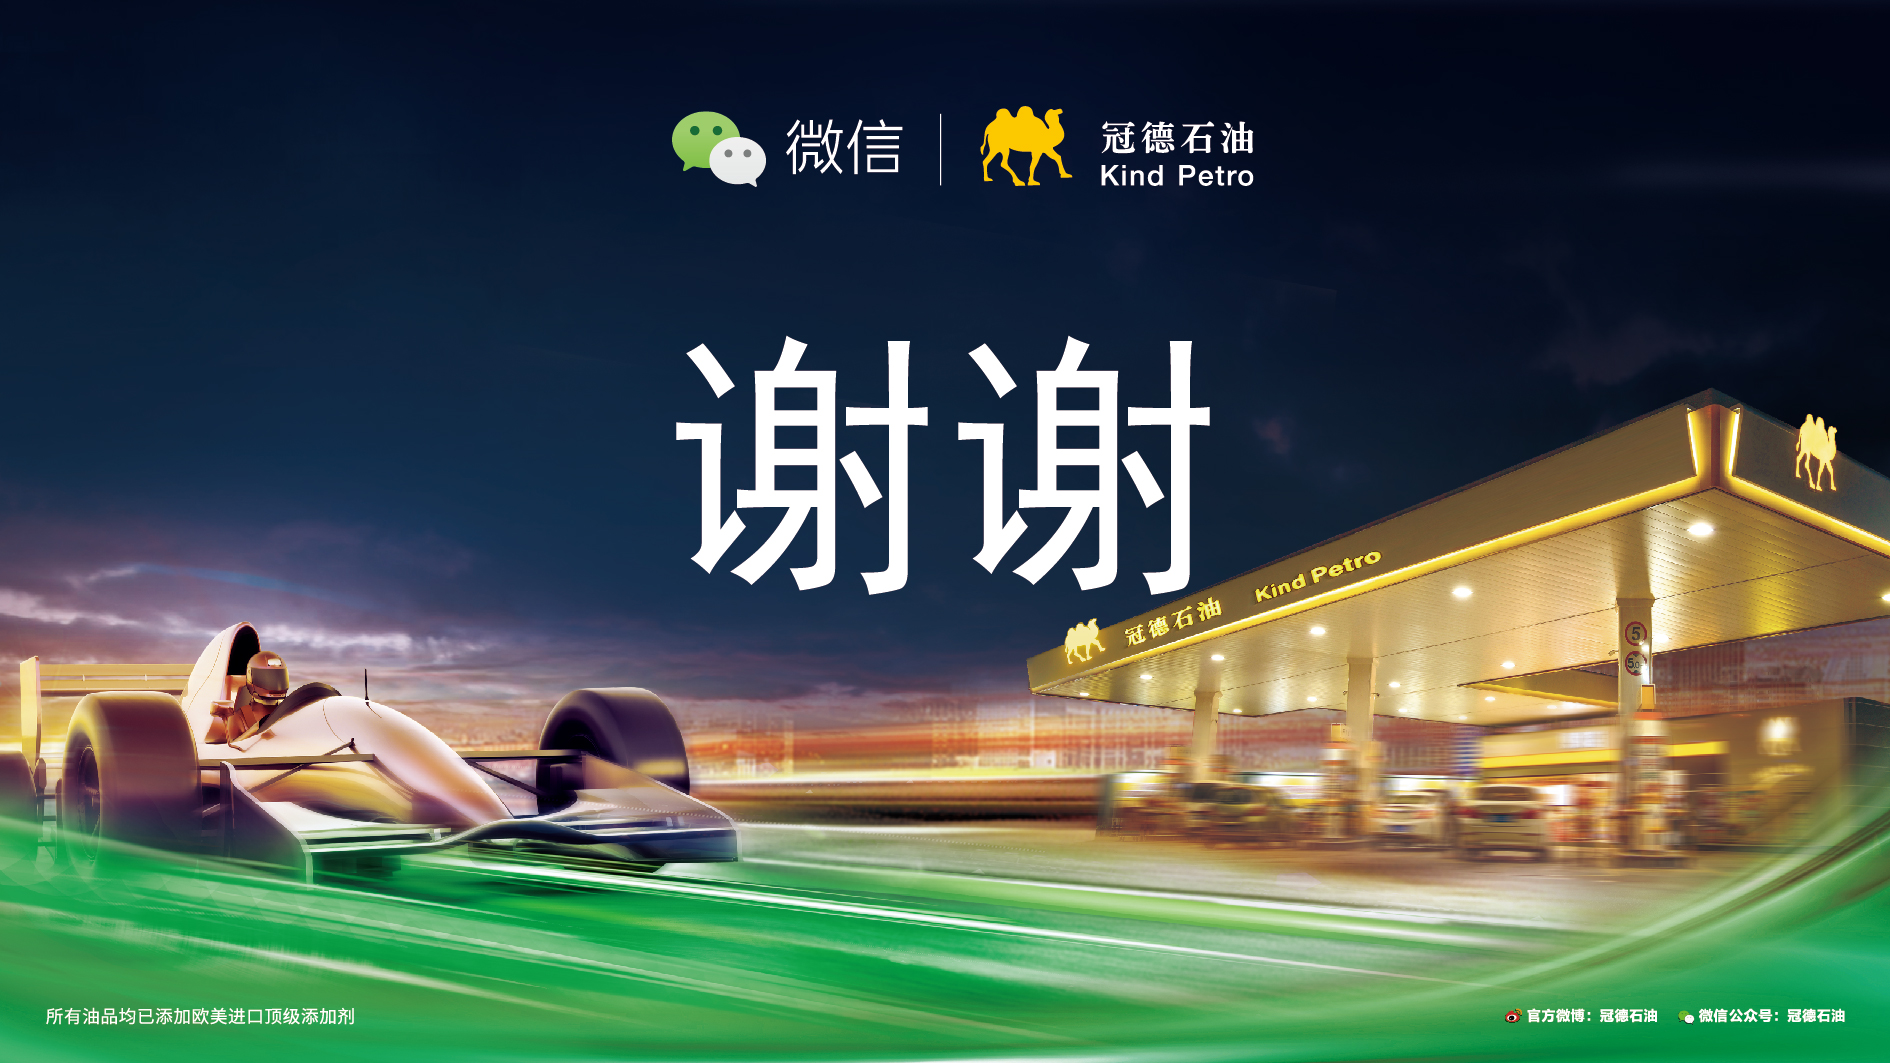 微信
冠德石油
Kind Petro
谢谢
冠德石油 Kind Petro
5
所有油品均已添加欧美进口顶级添加剂
官方微博：冠德石油 微信公众号：冠德石油